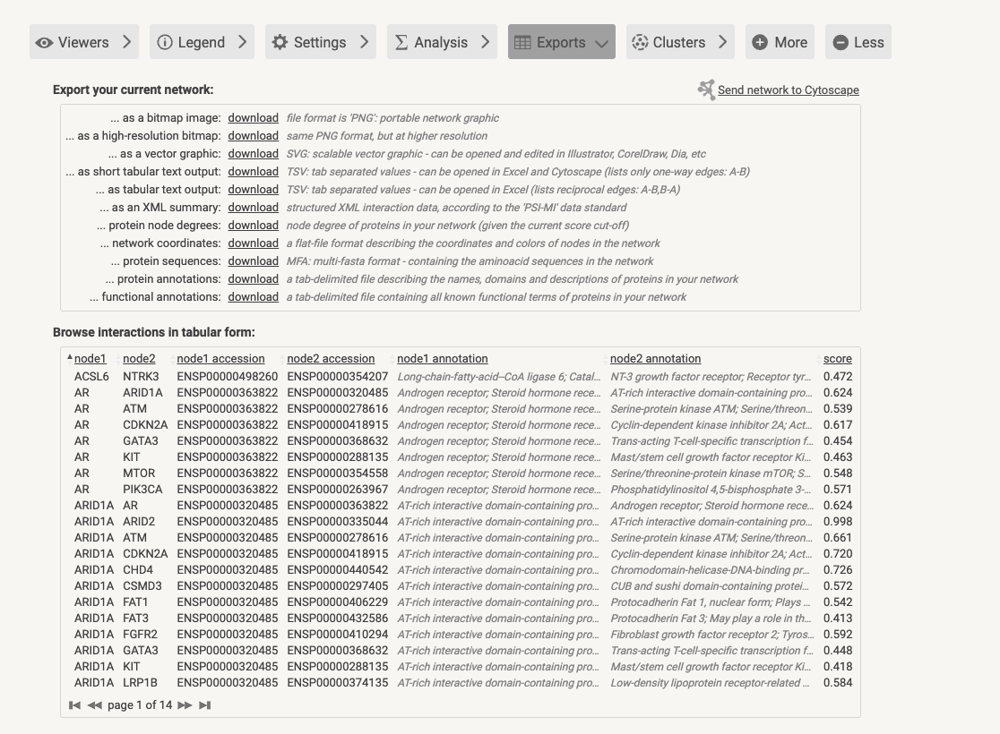 Viewers Legend Settings Analysis Exports Clusters More Less
Export your current network: Send network to Cytoscape
... as a bitmap image: download file format is 'PNG': portable network graphic
... as a high-resolution bitmap: download same PNG format, but at higher resolution
... as a vector graphic: download SVG: scalable vector graphic - can be opened and edited in Illustrator, CorelDraw, Dia, etc
... as short tabular text output: download TSV: tab separated values - can be opened in Excel and Cytoscape (lists only one-way edges: A-B)
... as tabular text output: download TSV: tab separated values - can be opened in Excel (lists reciprocal edges: A-B,B-A)
... as an XML summary: download structured XML interaction data, according to the 'PSI-MI' data standard
... protein node degrees: download node degree of proteins in your network (given the current score cut-off)
... network coordinates: download a flat-file format describing the coordinates and colors of nodes in the network
... protein sequences: download MFA: multi-fasta format - containing the aminoacid sequences in the network
... protein annotations: download a tab-delimited file describing the names, domains and descriptions of proteins in your network
... functional annotations: download a tab-delimited file containing all known functional terms of proteins in your network
Browse interactions in tabular form:
node1 node2 node1 accession node2 accession node1 annotation node2 annotation score
ACSL6 NTRK3 ENSP00000498260 ENSP00000354207 Long-chain-fatty-acid--CoA ligase 6; Catal... NT-3 growth factor receptor; Receptor tyr... 0.472
AR ARID1A ENSP00000363822 ENSP00000320485 Androgen receptor; Steroid hormone rece... AT-rich interactive domain-containing pro... 0.624
AR ATM ENSP00000363822 ENSP00000278616 Androgen receptor; Steroid hormone rece... Serine-protein kinase ATM; Serine/threon... 0.539
AR CDKN2A ENSP00000363822 ENSP00000418915 Androgen receptor; Steroid hormone rece... Cyclin-dependent kinase inhibitor 2A; Act... 0.617
AR GATA3 ENSP00000363822 ENSP00000368632 Androgen receptor; Steroid hormone rece... Trans-acting T-cell-specific transcription f... 0.454
AR KIT ENSP00000363822 ENSP00000288135 Androgen receptor; Steroid hormone rece... Mast/stem cell growth factor receptor Ki... 0.463
AR MTOR ENSP00000363822 ENSP00000354558 Androgen receptor; Steroid hormone rece... Serine/threonine-protein kinase mTOR; S... 0.548
AR PIK3CA ENSP00000363822 ENSP00000263967 Androgen receptor; Steroid hormone rece... Phosphatidylinositol 4,5-bisphosphate 3-... 0.571
ARID1A AR ENSP00000320485 ENSP00000363822 AT-rich interactive domain-containing pro... Androgen receptor; Steroid hormone rece... 0.624
ARID1A ARID2 ENSP00000320485 ENSP00000335044 AT-rich interactive domain-containing pro... AT-rich interactive domain-containing pro... 0.998
ARID1A ATM ENSP00000320485 ENSP00000278616 AT-rich interactive domain-containing pro... Serine-protein kinase ATM; Serine/threon... 0.661
ARID1A CDKN2A ENSP00000320485 ENSP00000418915 AT-rich interactive domain-containing pro... Cyclin-dependent kinase inhibitor 2A; Act... 0.720
ARID1A CHD4 ENSP00000320485 ENSP00000440542 AT-rich interactive domain-containing pro... Chromodomain-helicase-DNA-binding pr... 0.726
ARID1A CSMD3 ENSP00000320485 ENSP00000297405 AT-rich interactive domain-containing pro... CUB and sushi domain-containing protei... 0.572
ARID1A FAT1 ENSP00000320485 ENSP00000406229 AT-rich interactive domain-containing pro... Protocadherin Fat 1, nuclear form; Plays ... 0.542
ARID1A FAT3 ENSP00000320485 ENSP00000432586 AT-rich interactive domain-containing pro... Protocadherin Fat 3; May play a role in th... 0.413
ARID1A FGFR2 ENSP00000320485 ENSP00000410294 AT-rich interactive domain-containing pro... Fibroblast growth factor receptor 2; Tyros... 0.592
ARID1A GATA3 ENSP00000320485 ENSP00000368632 AT-rich interactive domain-containing pro... Trans-acting T-cell-specific transcription f... 0.448
ARID1A KIT ENSP00000320485 ENSP00000288135 AT-rich interactive domain-containing pro... Mast/stem cell growth factor receptor Ki... 0.418
ARID1A LRP1B ENSP00000320485 ENSP00000374135 AT-rich interactive domain-containing pro... Low-density lipoprotein receptor-related ... 0.584
page 1 of 14